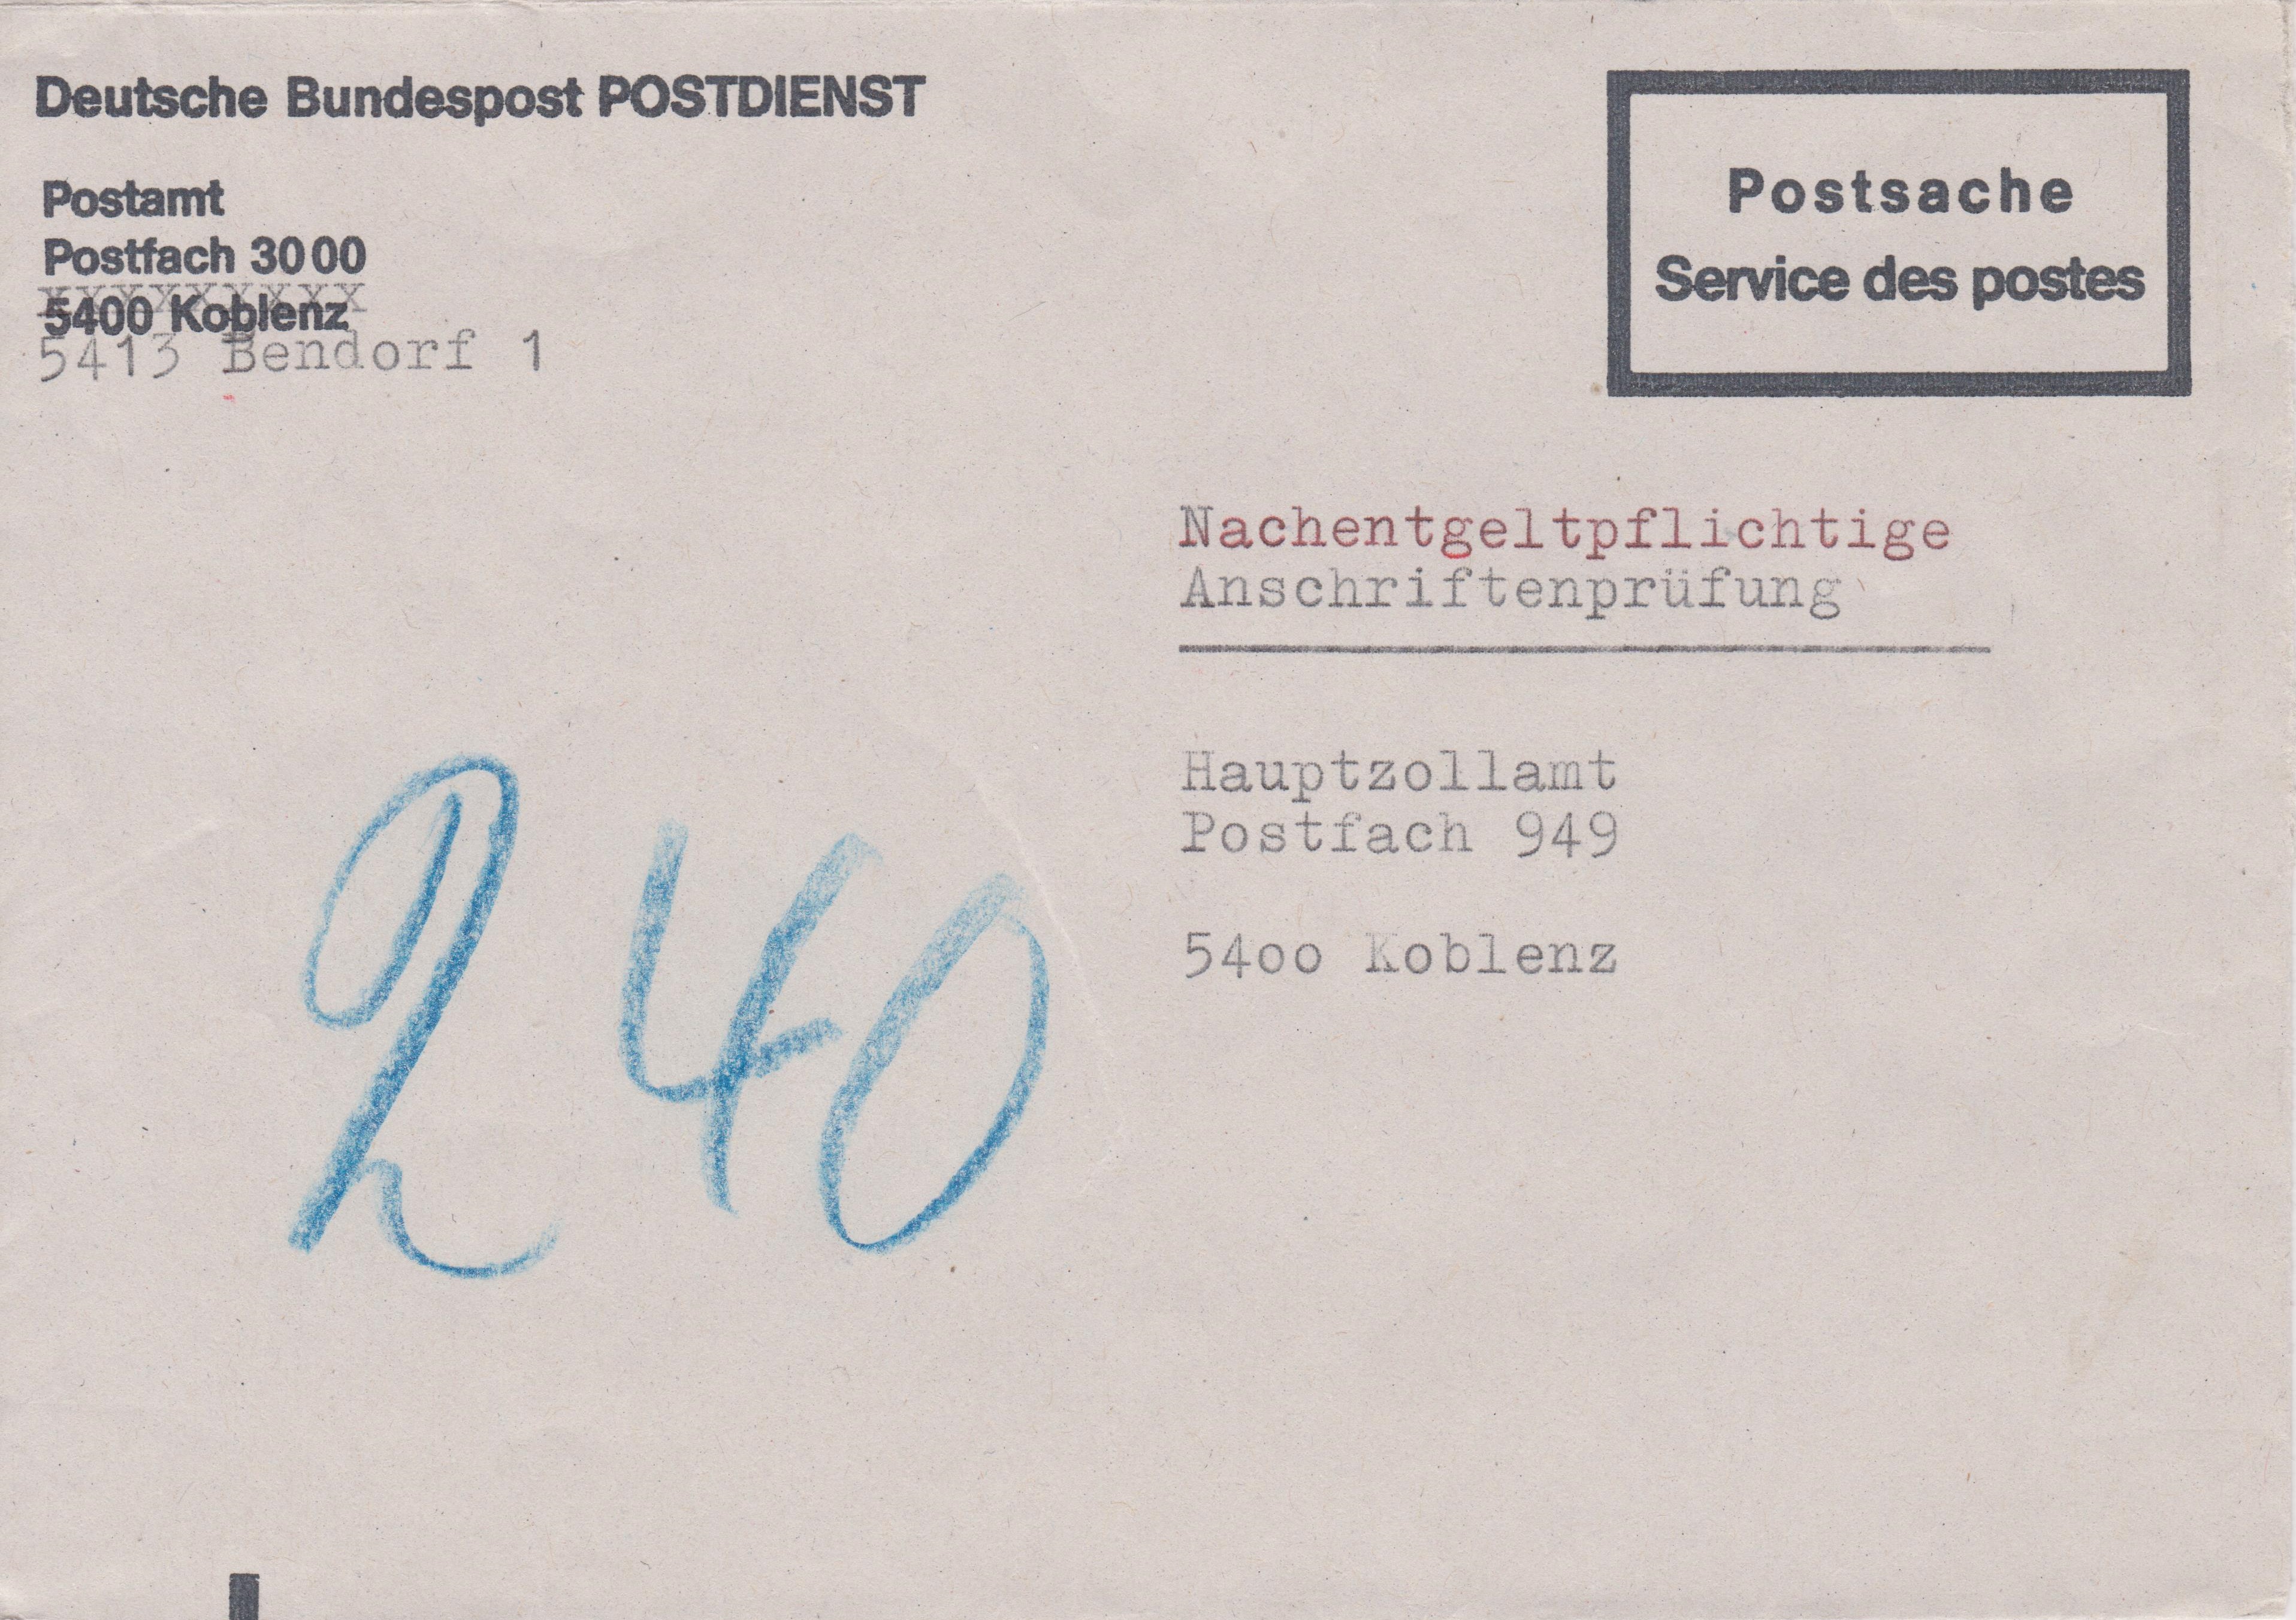 Deutsche Bundespost POSTDIENST
Postamt
Postfach 3000
xxxxxxxxxx
5400 Koblenz
5413 Bendorf 1
Postsache
Service des postes
Nachentgeltpflichtige
Anschriftenprüfung
Hauptzollamt
Postfach 949
54oo Koblenz
240